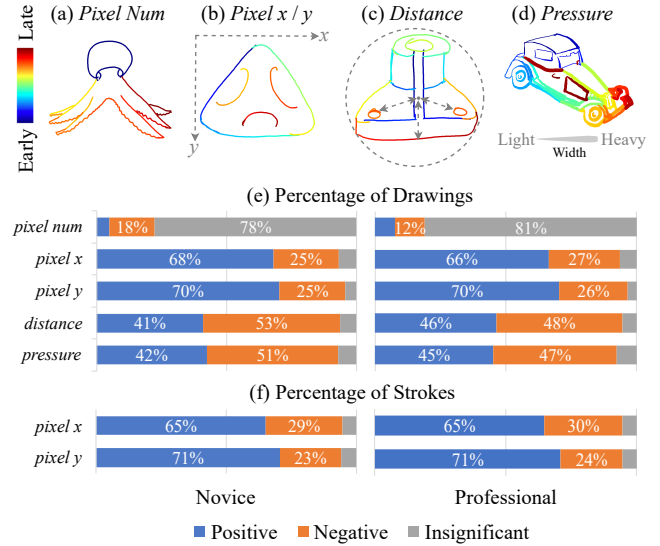 (a) Pixel Num
(b) Pixel x / y
(c) Distance
(d) Pressure
Early
Late
x
y
Light
Heavy
Width
(e) Percentage of Drawings
pixel num 18% 78% 12% 81%
pixel x 68% 25% 66% 27%
pixel y 70% 25% 70% 26%
distance 41% 53% 46% 48%
pressure 42% 51% 45% 47%
(f) Percentage of Strokes
pixel x 65% 29% 65% 30%
pixel y 71% 23% 71% 24%
Novice Professional
Positive Negative Insignificant